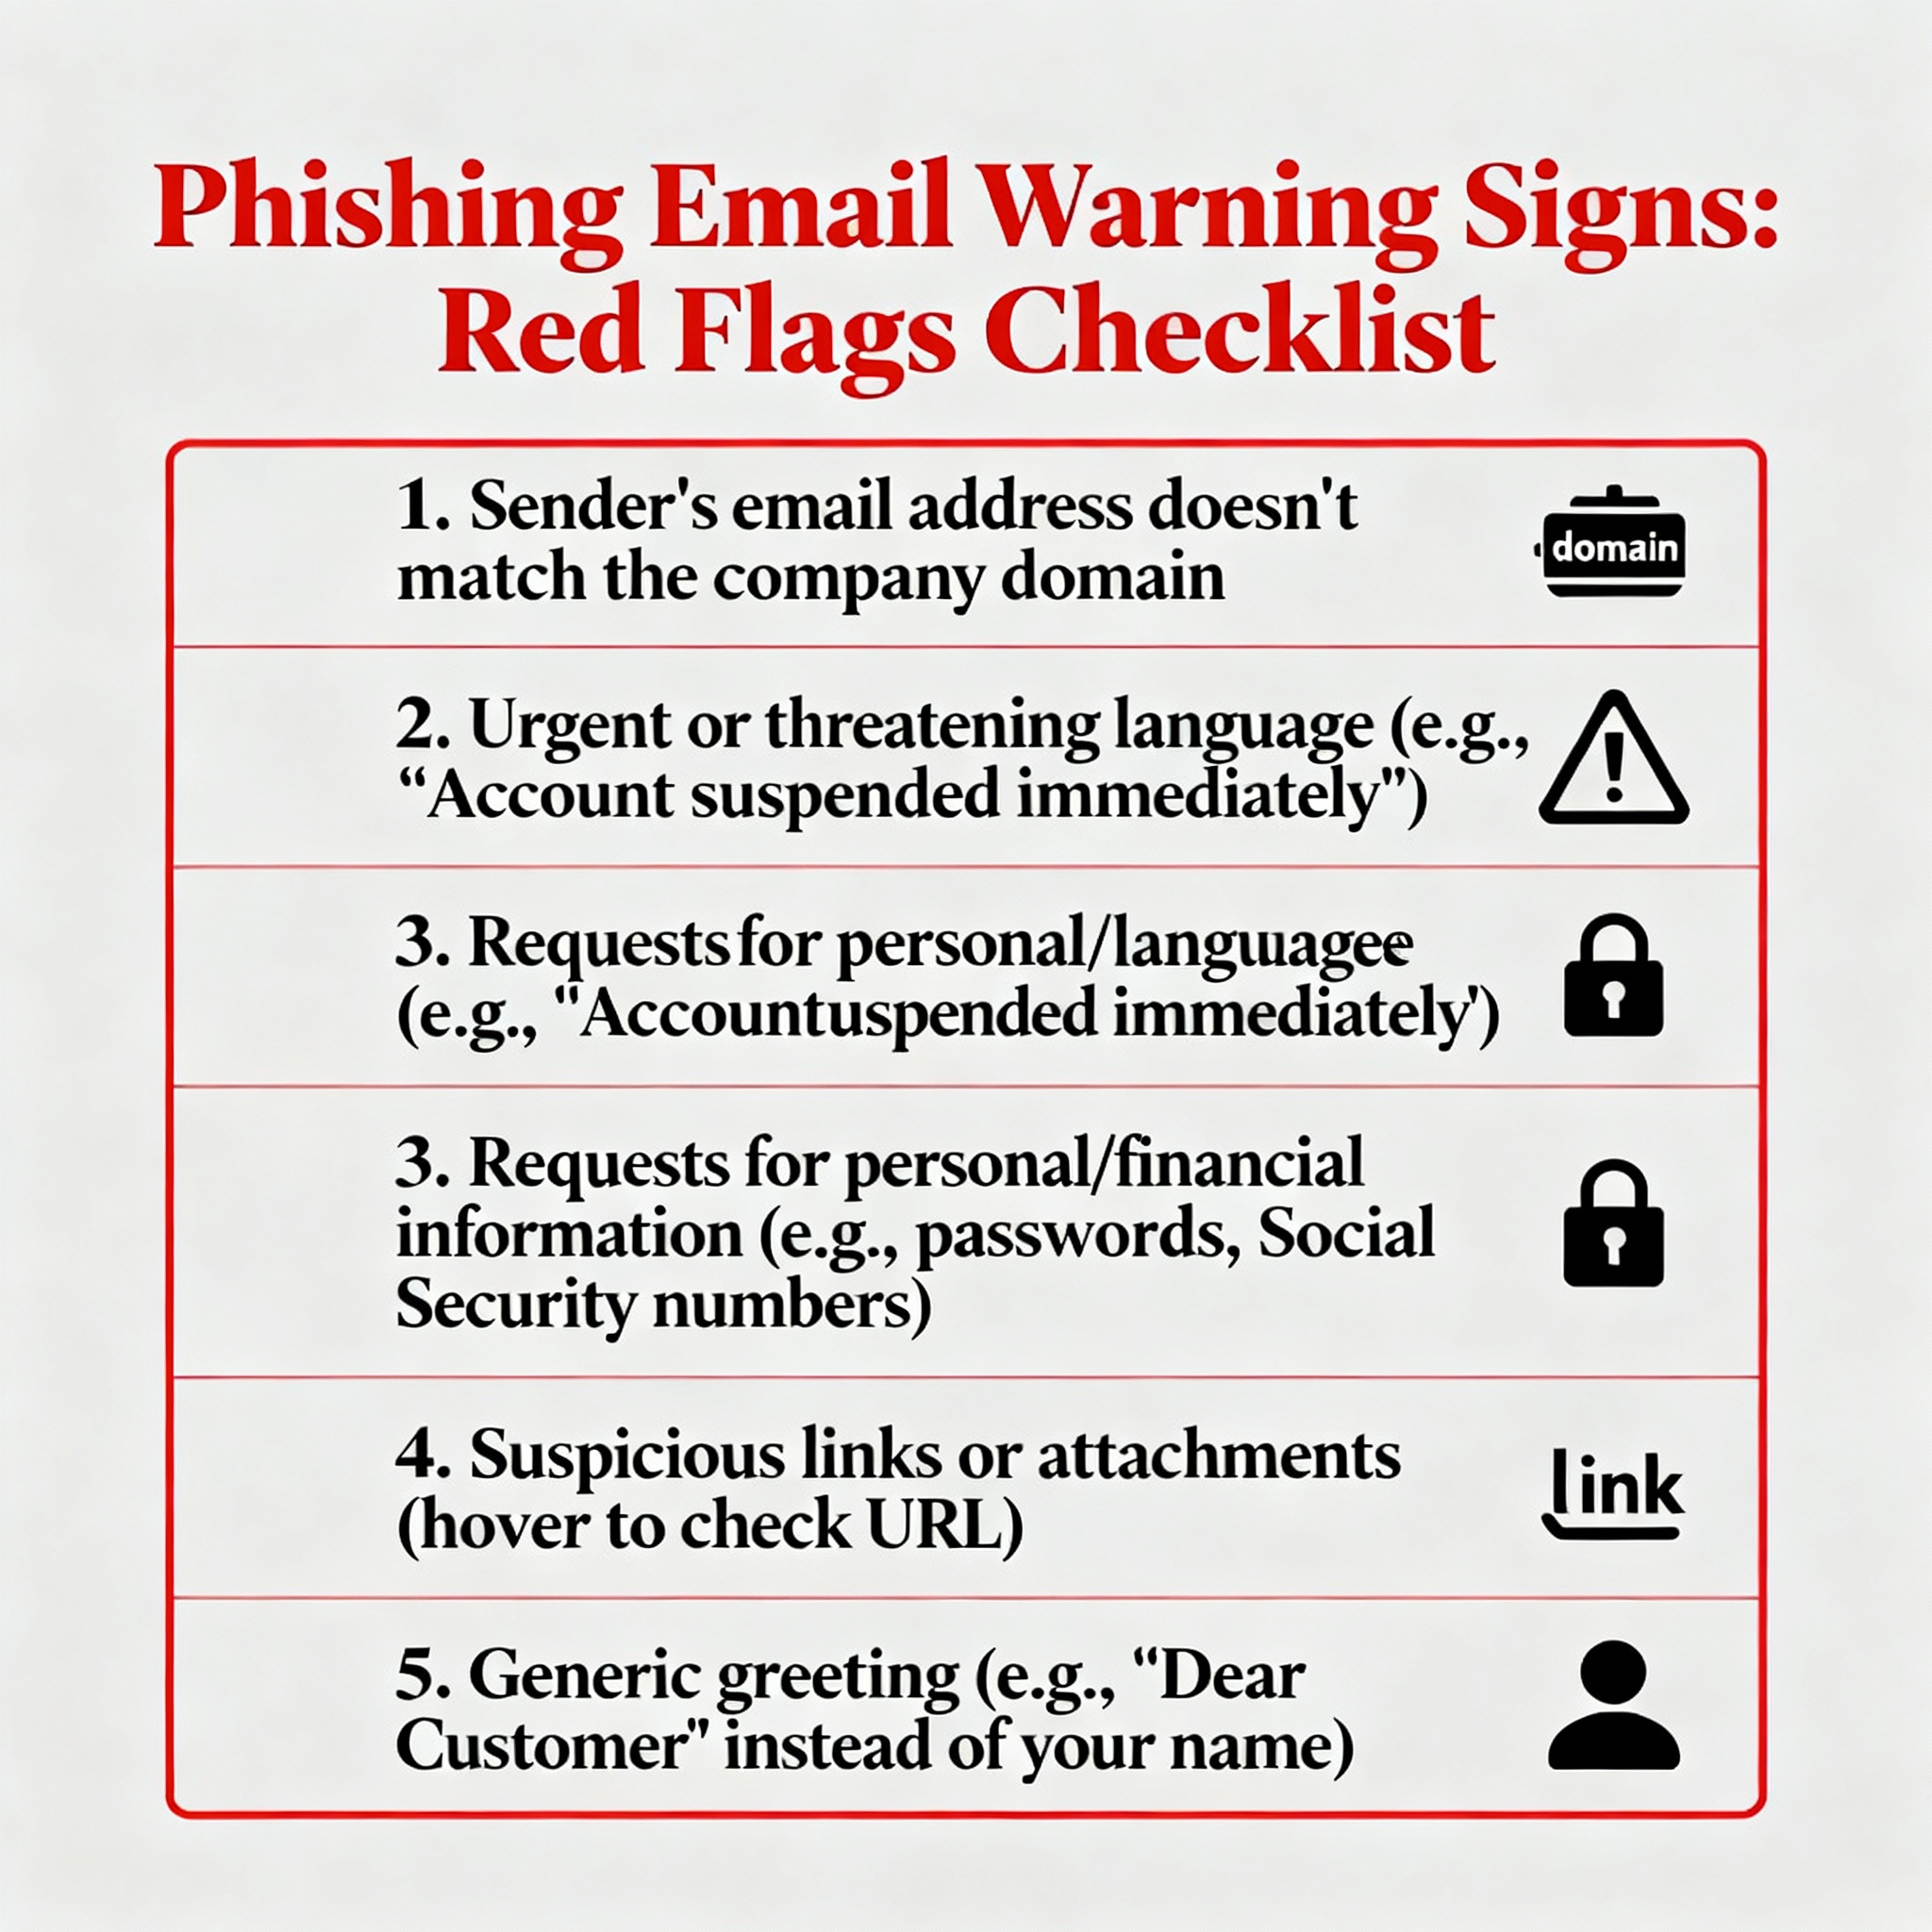 Phishing Email Warning Signs:
Red Flags Checklist
1. Sender's email address doesn't
match the company domain
domain
2. Urgent or threatening language (e.g.,
“Account suspended immediately")
3. Requests for personal/languagee
(e.g., "Accountuspended immediately')
3. Requests for personal/financial
information (e.g., passwords, Social
Security numbers)
4. Suspicious links or attachments
(hover to check URL)
link
5. Generic greeting (e.g., “Dear
Customer" instead of your name)